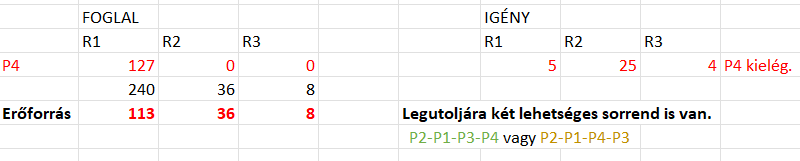 FOGLAL IGÉNY
R1 R2 R3 R1 R2 R3
P4 127 0 0 5 25 4 P4 kielég.
240 36 8
Erőforrás 113 36 8 Legutoljára két lehetséges sorrend is van.
P2-P1-P3-P4 vagy P2-P1-P4-P3